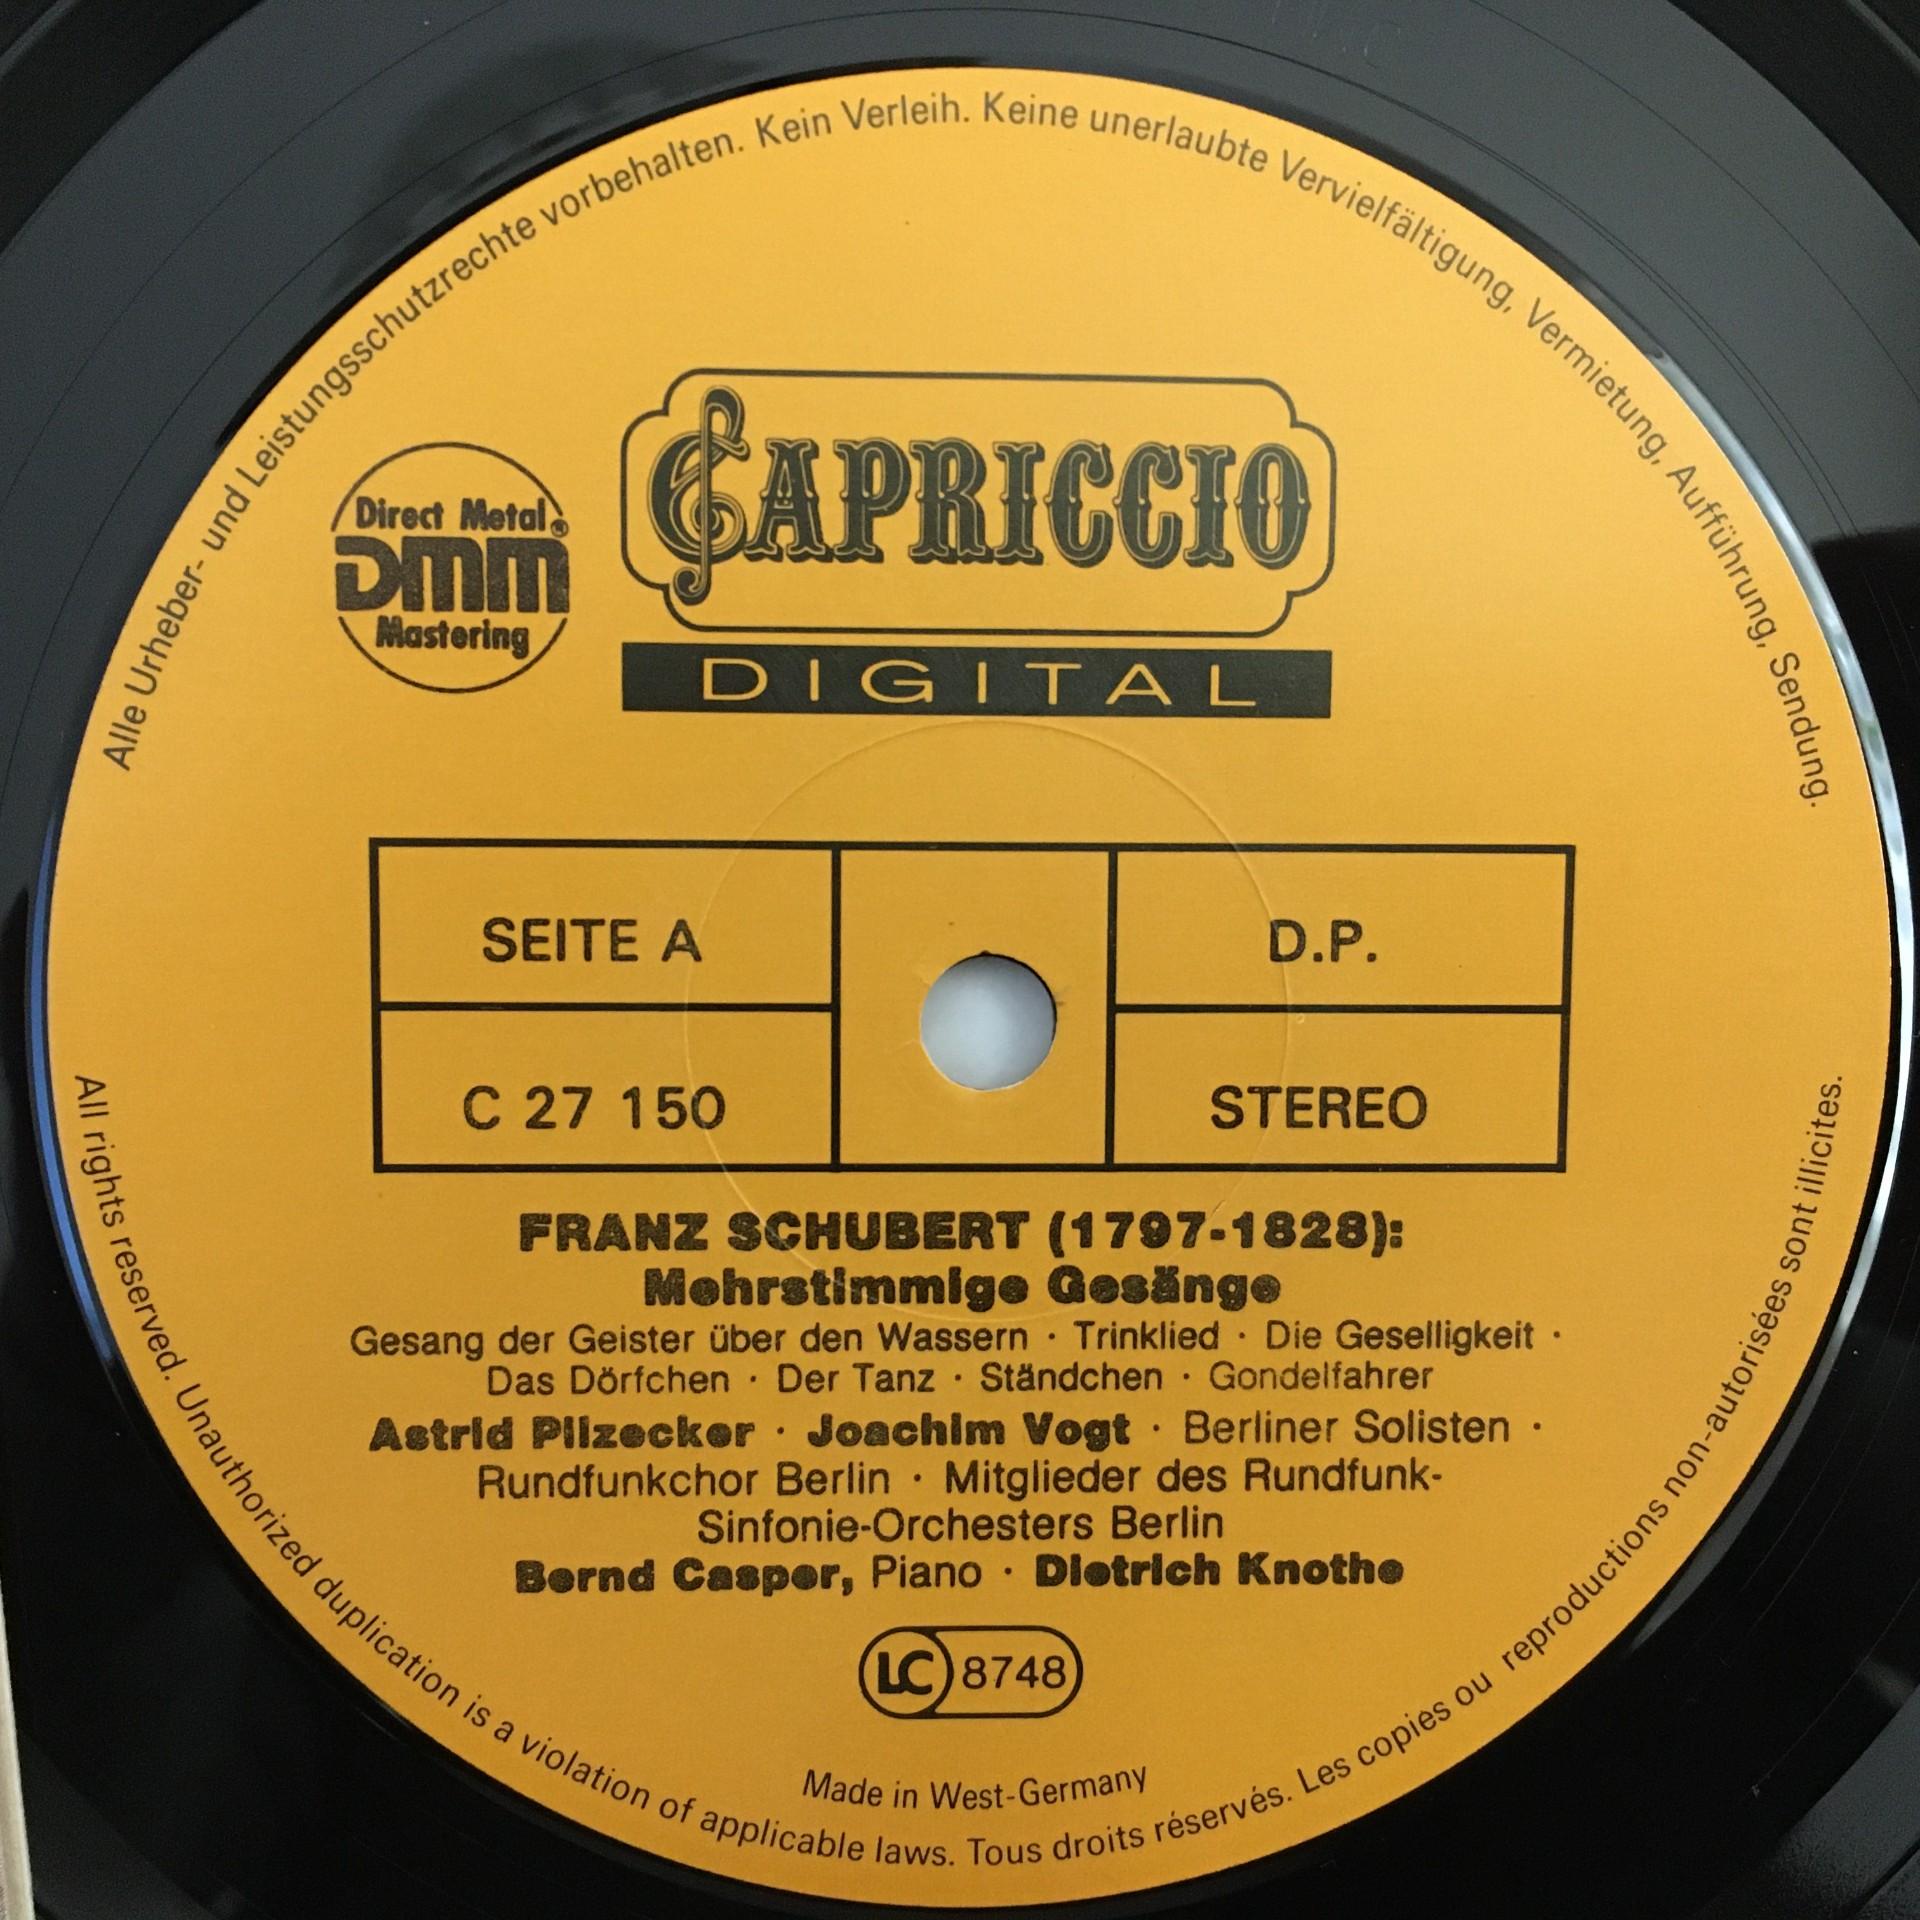 Alle Urheber- und Leistungsschutzrechte vorbehalten. Kein Verleih. Keine unerlaubte Vervielfältigung, Vermietung, Aufführung, Sendung.
CAPRICCIO
Direct Metal®
DMM
Mastering
DIGITAL
SEITE A
D.P.
C 27 150
STEREO
FRANZ SCHUBERT (1797-1828):
Mehrstimmige Gesänge
Gesang der Geister über den Wassern · Trinklied · Die Geselligkeit ·
Das Dörfchen · Der Tanz · Ständchen · Gondelfahrer
Astrid Pilzecker · Joachim Vogt · Berliner Solisten ·
Rundfunkchor Berlin · Mitglieder des Rundfunk-
Sinfonie-Orchesters Berlin
Bernd Casper, Piano · Dietrich Knothe
LC 8748
Made in West-Germany
All rights reserved. Unauthorized duplication is a violation of applicable laws. Tous droits réservés. Les copies ou reproductions non-autorisées sont illicites.